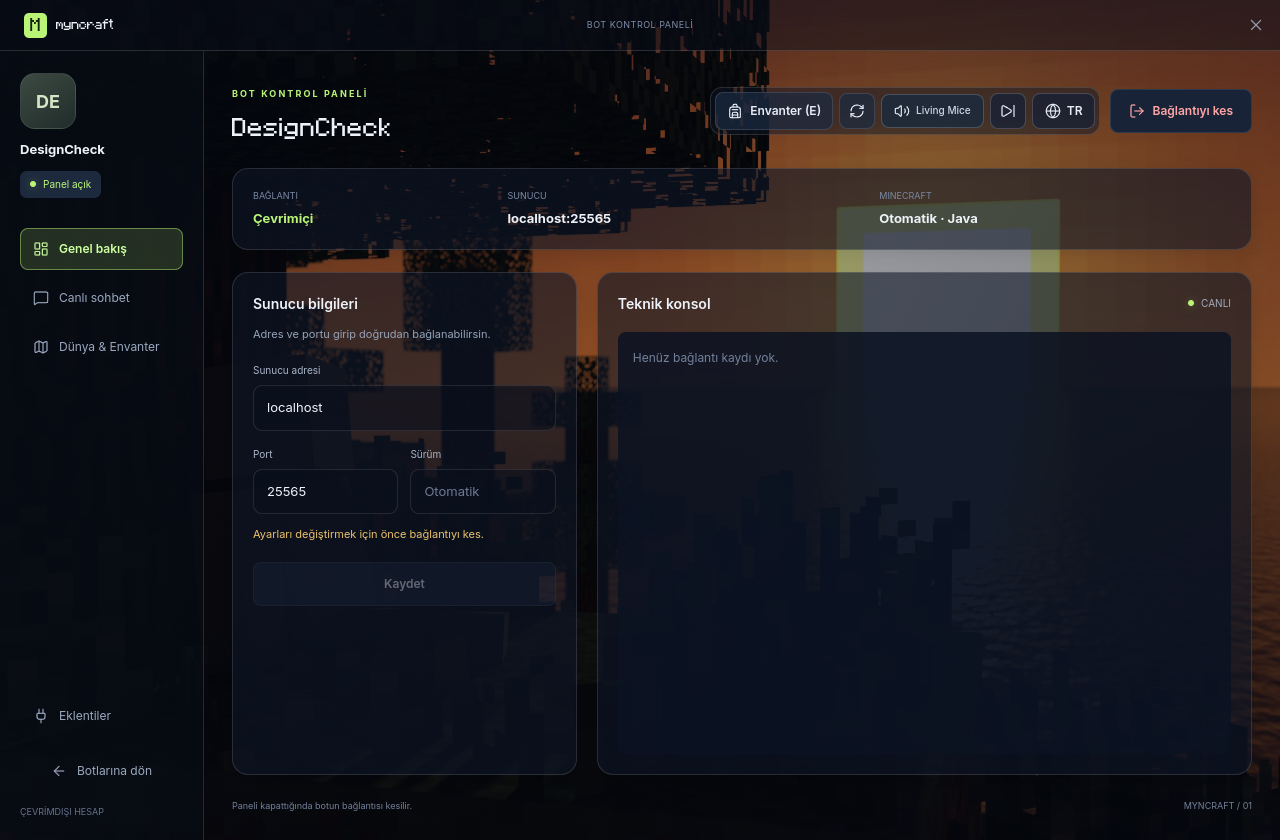 M myncraft
BOT KONTROL PANELİ
DE
DesignCheck
Panel açık
Genel bakış
Canlı sohbet
Dünya & Envanter
Eklentiler
Botlarına dön
ÇEVRİMDIŞI HESAP
BOT KONTROL PANELİ
DesignCheck
Envanter (E)
Living Mice
TR
Bağlantıyı kes
BAĞLANTI
Çevrimiçi
SUNUCU
localhost:25565
MINECRAFT
Otomatik · Java
Sunucu bilgileri
Adres ve portu girip doğrudan bağlanabilirsin.
Sunucu adresi
localhost
Port
Sürüm
25565
Otomatik
Ayarları değiştirmek için önce bağlantıyı kes.
Kaydet
Teknik konsol
CANLI
Henüz bağlantı kaydı yok.
Paneli kapattığında botun bağlantısı kesilir.
MYNCRAFT / 01